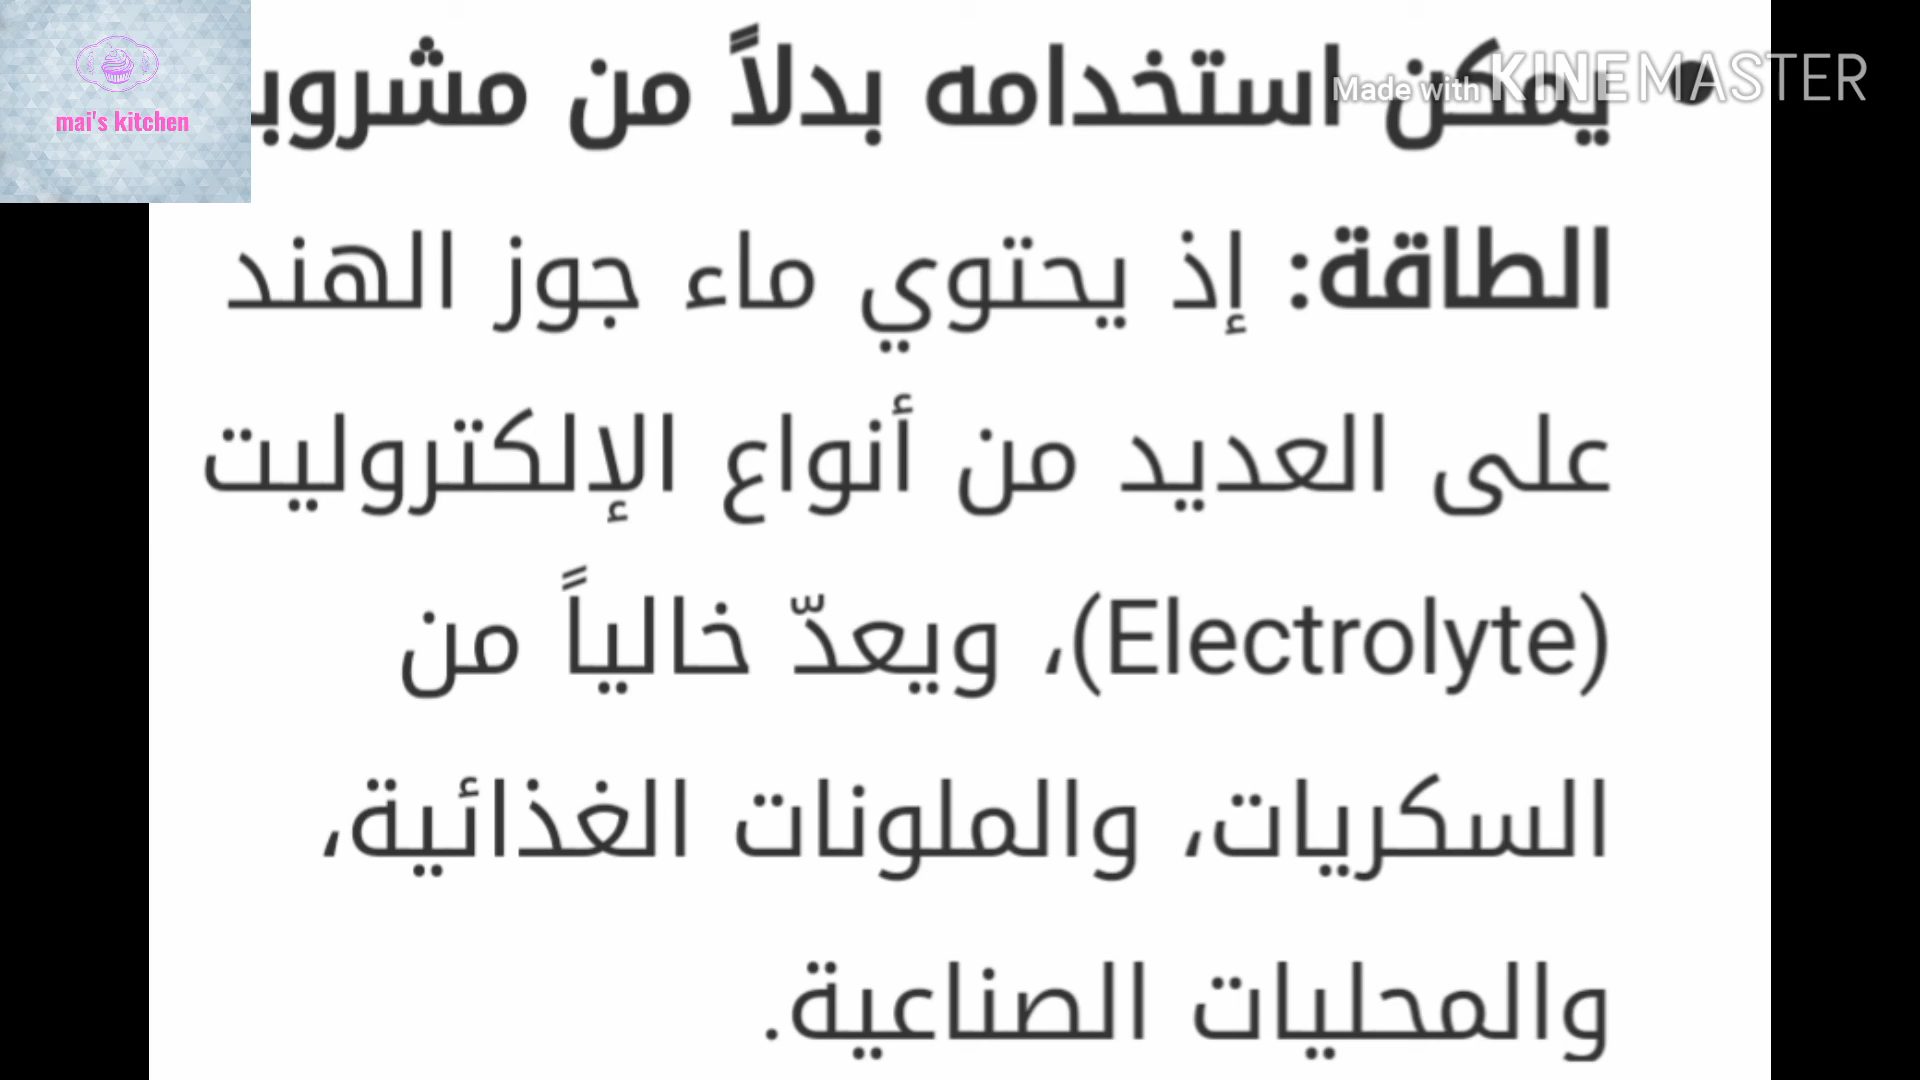 mai's kitchen
Made with KINEMASTER
يمكن استخدامه بدلاً من
الطاقة: إذ يحتوي ماء جوز الهند
على العديد من أنواع الإلكتروليت
(Electrolyte)، ويعدّ خالياً من
السكريات، والملونات الغذائية،
والمحليات الصناعية.